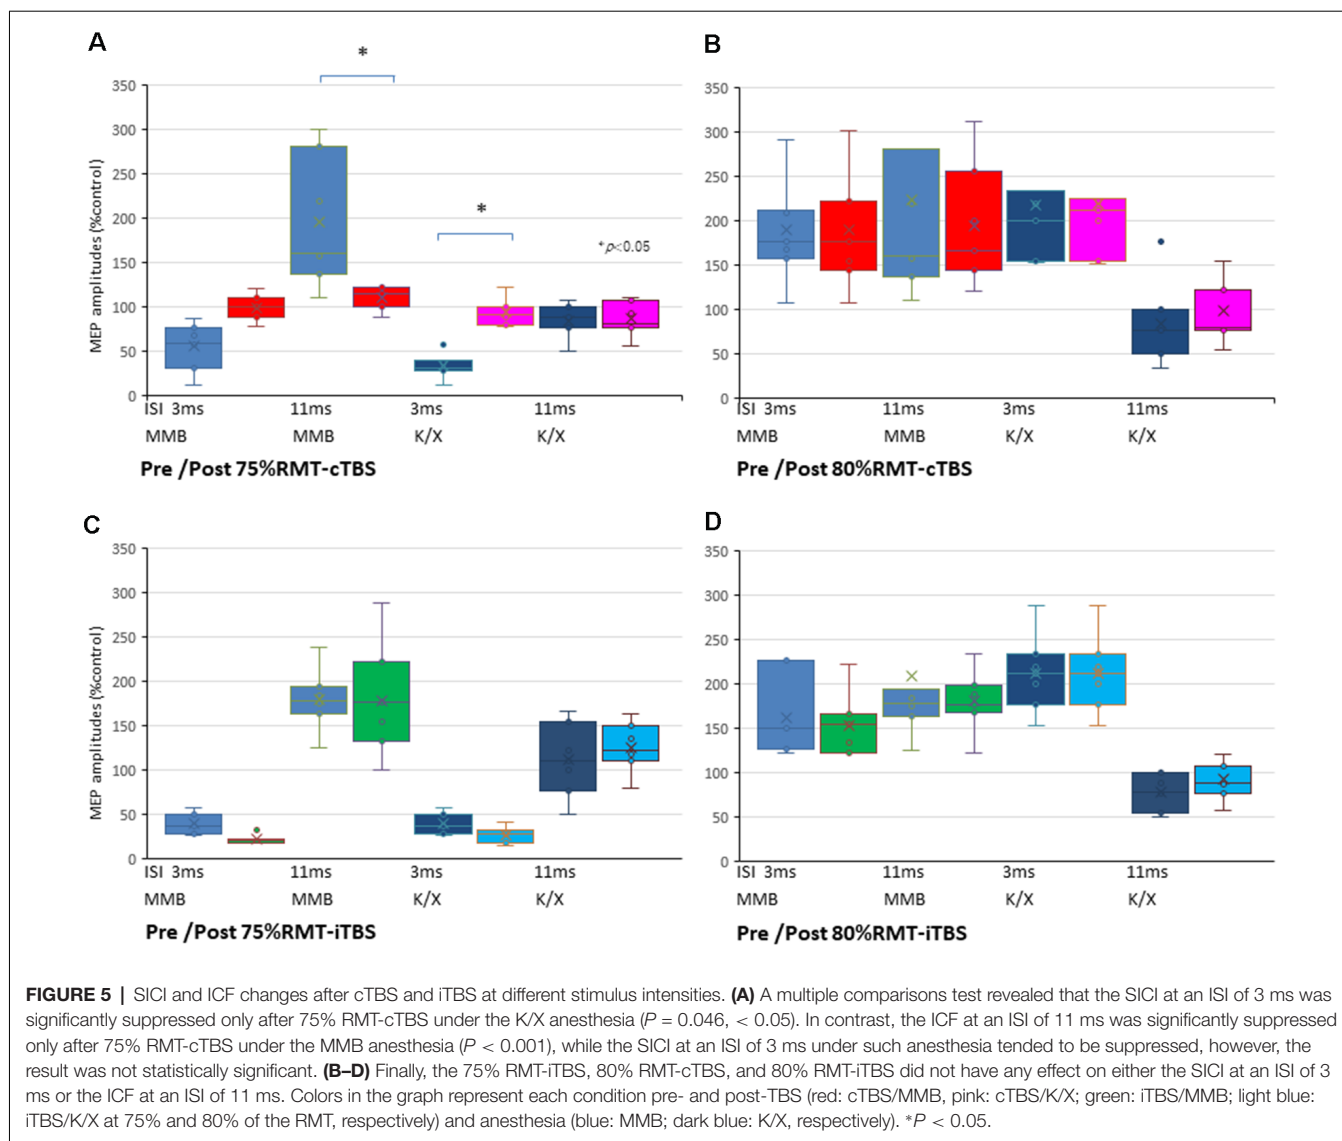 A
*
350
300
250
200
150
100
50
0
MEP amplitudes (%control)
*
*p<0.05
ISI 3ms 11ms 3ms 11ms
MMB MMB K/X K/X
Pre /Post 75%RMT-cTBS
B
350
300
250
200
150
100
50
0
ISI 3ms 11ms 3ms 11ms
MMB MMB K/X K/X
Pre /Post 80%RMT-cTBS
C
350
300
250
200
150
100
50
0
MEP amplitudes (%control)
ISI 3ms 11ms 3ms 11ms
MMB MMB K/X K/X
Pre /Post 75%RMT-iTBS
D
350
300
250
200
150
100
50
0
ISI 3ms 11ms 3ms 11ms
MMB MMB K/X K/X
Pre /Post 80%RMT-iTBS
FIGURE 5 | SICI and ICF changes after cTBS and iTBS at different stimulus intensities. (A) A multiple comparisons test revealed that the SICI at an ISI of 3 ms was
significantly suppressed only after 75% RMT-cTBS under the K/X anesthesia (P = 0.046, < 0.05). In contrast, the ICF at an ISI of 11 ms was significantly suppressed
only after 75% RMT-cTBS under the MMB anesthesia (P < 0.001), while the SICI at an ISI of 3 ms under such anesthesia tended to be suppressed, however, the
result was not statistically significant. (B–D) Finally, the 75% RMT-iTBS, 80% RMT-cTBS, and 80% RMT-iTBS did not have any effect on either the SICI at an ISI of 3
ms or the ICF at an ISI of 11 ms. Colors in the graph represent each condition pre- and post-TBS (red: cTBS/MMB, pink: cTBS/K/X; green: iTBS/MMB; light blue:
iTBS/K/X at 75% and 80% of the RMT, respectively) and anesthesia (blue: MMB; dark blue: K/X, respectively). *P < 0.05.